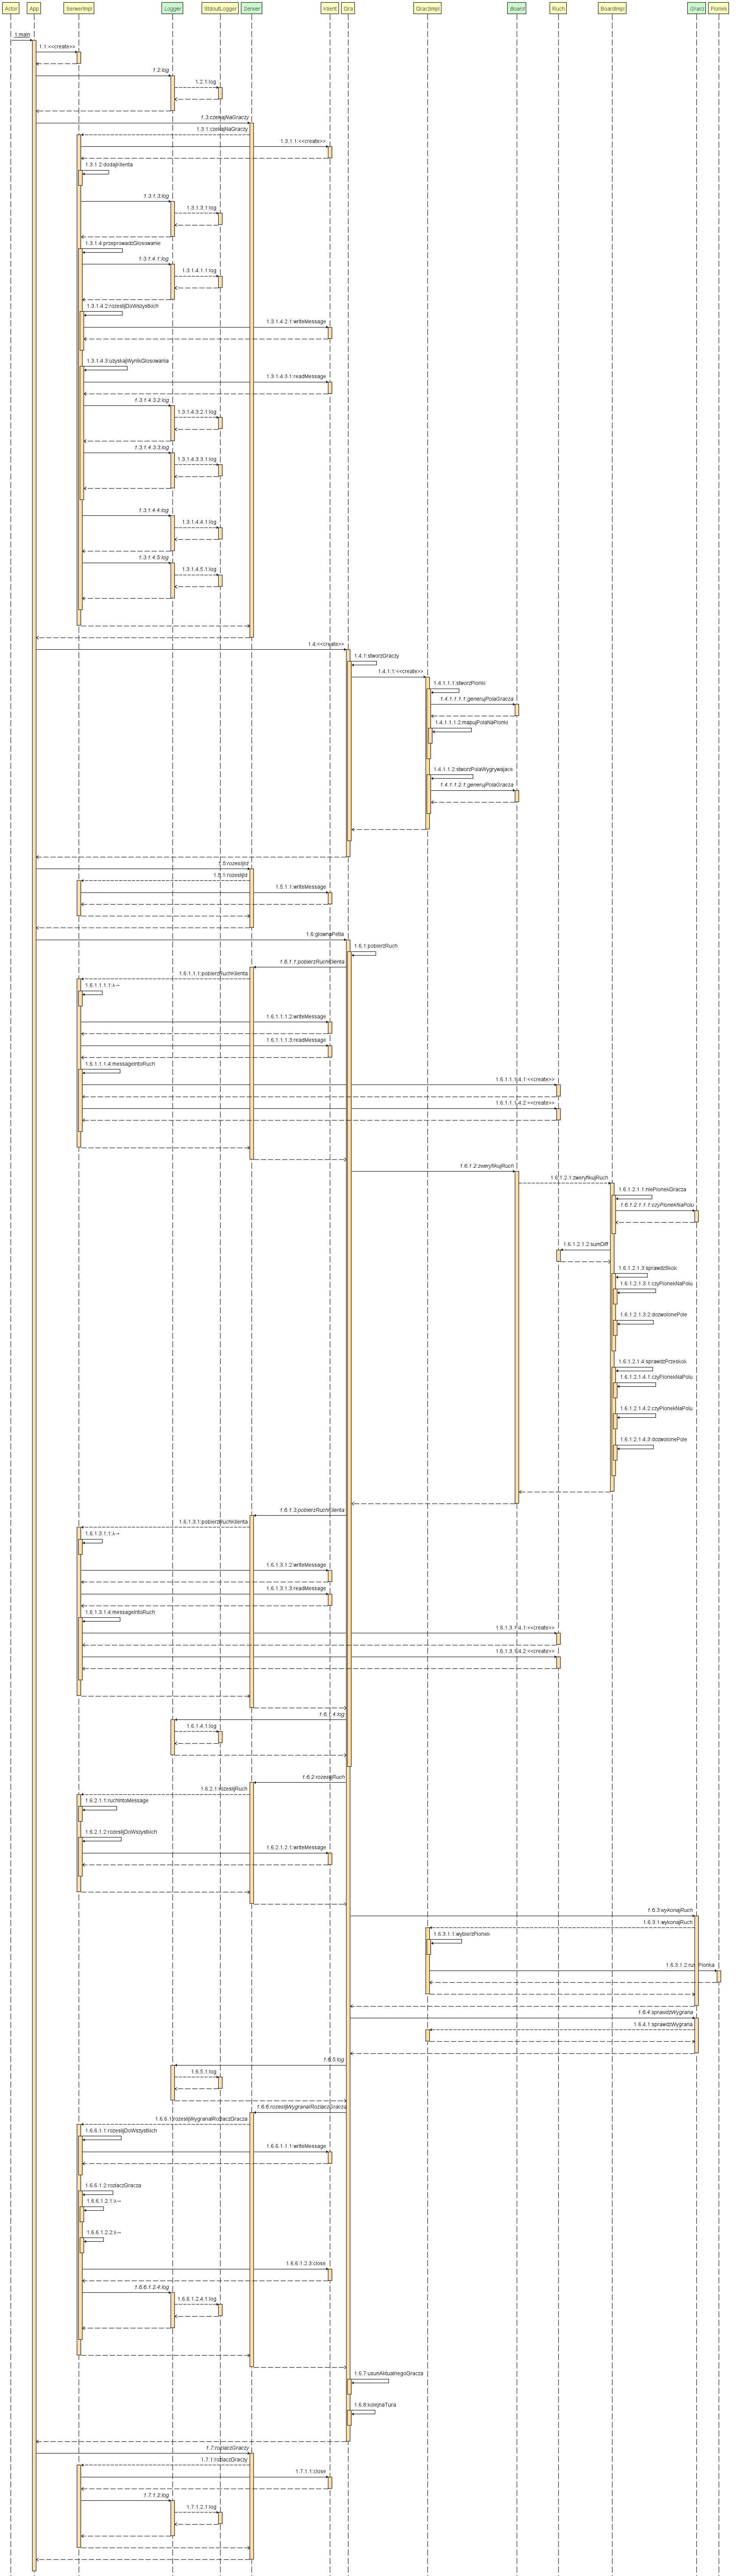 Actor App SerwerImpl Logger StdoutLogger Serwer Klient Gra GraczImpl Board Ruch BoardImpl Gracz Pionek
1:main
1.1:<<create>>
1.2:log
1.2.1:log
1.3:czekajNaGraczy
1.3.1:czekajNaGraczy
1.3.1.1:<<create>>
1.3.1.2:dodajKlienta
1.3.1.3:log
1.3.1.3.1:log
1.3.1.4:przeprowadzGlosowanie
1.3.1.4.1:log
1.3.1.4.1.1:log
1.3.1.4.2:rozeslijDoWszystkich
1.3.1.4.2.1:writeMessage
1.3.1.4.3:uzyskajWynikGlosowania
1.3.1.4.3.1:readMessage
1.3.1.4.3.2:log
1.3.1.4.3.2.1:log
1.3.1.4.3.3:log
1.3.1.4.3.3.1:log
1.3.1.4.4:log
1.3.1.4.4.1:log
1.3.1.4.5:log
1.3.1.4.5.1:log
1.4:<<create>>
1.4.1:stworzGraczy
1.4.1.1:<<create>>
1.4.1.1.1:stworzPionki
1.4.1.1.1.1:generujPolaGracza
1.4.1.1.1.2:mapujPolaNaPionki
1.4.1.1.2:stworzPolaWygrywajace
1.4.1.1.2.1:generujPolaGracza
1.5:rozeslijId
1.5.1:rozeslijId
1.5.1.1:writeMessage
1.6:glownaPetla
1.6.1:pobierzRuch
1.6.1.1:pobierzRuchKlienta
1.6.1.1.1:pobierzRuchKlienta
1.6.1.1.1.1:λ→
1.6.1.1.1.2:writeMessage
1.6.1.1.1.3:readMessage
1.6.1.1.1.4:messageIntoRuch
1.6.1.1.1.4.1:<<create>>
1.6.1.1.1.4.2:<<create>>
1.6.1.2:zweryfikujRuch
1.6.1.2.1:zweryfikujRuch
1.6.1.2.1.1:niePionekGracza
1.6.1.2.1.1.1:czyPionekNaPolu
1.6.1.2.1.2:sumDiff
1.6.1.2.1.3:sprawdzSkok
1.6.1.2.1.3.1:czyPionekNaPolu
1.6.1.2.1.3.2:dozwolonePole
1.6.1.2.1.4:sprawdzPrzeskok
1.6.1.2.1.4.1:czyPionekNaPolu
1.6.1.2.1.4.2:czyPionekNaPolu
1.6.1.2.1.4.3:dozwolonePole
1.6.1.3:pobierzRuchKlienta
1.6.1.3.1:pobierzRuchKlienta
1.6.1.3.1.1:λ→
1.6.1.3.1.2:writeMessage
1.6.1.3.1.3:readMessage
1.6.1.3.1.4:messageIntoRuch
1.6.1.3.1.4.1:<<create>>
1.6.1.3.1.4.2:<<create>>
1.6.1.4:log
1.6.1.4.1:log
1.6.2:rozeslijRuch
1.6.2.1:rozeslijRuch
1.6.2.1.1:ruchIntoMessage
1.6.2.1.2:rozeslijDoWszystkich
1.6.2.1.2.1:writeMessage
1.6.3:wykonajRuch
1.6.3.1:wykonajRuch
1.6.3.1.1:wybierzPionek
1.6.3.1.2:ruszPionka
1.6.4:sprawdzWygrana
1.6.4.1:sprawdzWygrana
1.6.5:log
1.6.5.1:log
1.6.6:rozeslijWygranaIRozlaczGracza
1.6.6.1:rozeslijWygranaIRozlaczGracza
1.6.6.1.1:rozeslijDoWszystkich
1.6.6.1.1.1:writeMessage
1.6.6.1.2:rozlaczGracza
1.6.6.1.2.1:λ→
1.6.6.1.2.2:λ→
1.6.6.1.2.3:close
1.6.6.1.2.4:log
1.6.6.1.2.4.1:log
1.6.7:usunAktualnegoGracza
1.6.8:kolejnaTura
1.7:rozlaczGraczy
1.7.1:rozlaczGraczy
1.7.1.1:close
1.7.1.2:log
1.7.1.2.1:log